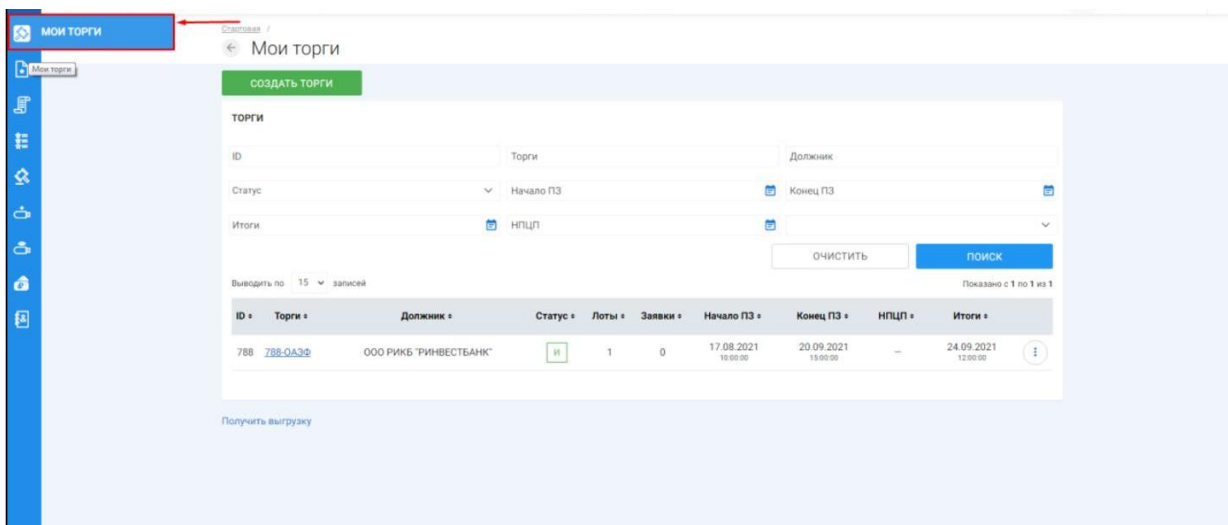 МОИ ТОРГИ
Мои торги
Стартовая /
Мои торги
СОЗДАТЬ ТОРГИ
ТОРГИ
ID Торги Должник
Статус Начало ПЗ Конец ПЗ
Итоги НПЦП
ОЧИСТИТЬ ПОИСК
Выводить по 15 записей Показано с 1 по 1 из 1
ID Торги Должник Статус Лоты Заявки Начало ПЗ Конец ПЗ НПЦП Итоги
788 788-ОАЗФ ООО РИКБ "РИНВЕСТБАНК" И 1 0 17.08.2021 20.09.2021 — 24.09.2021
10:00:00 15:00:00 12:00:00
Получить выгрузку